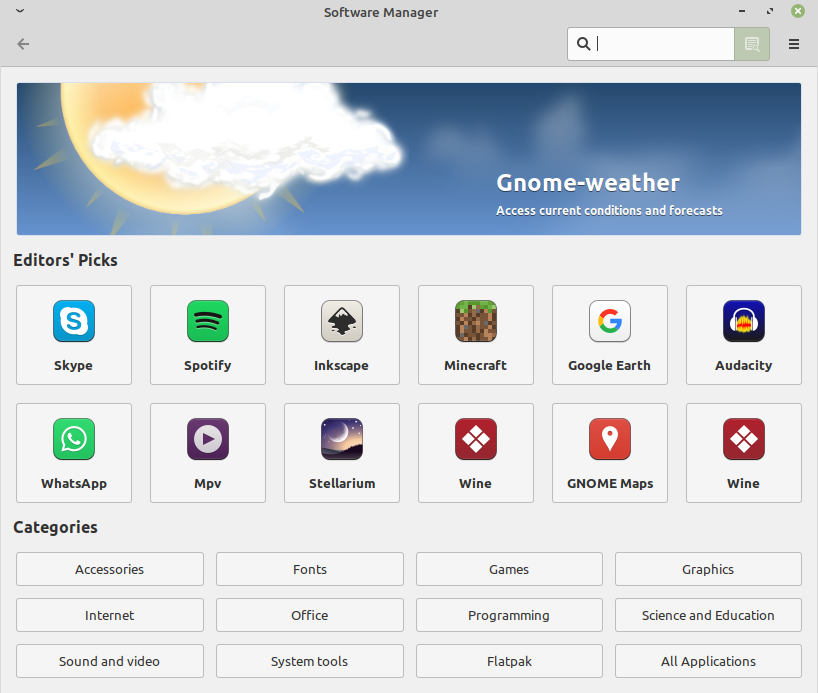 Software Manager
Gnome-weather
Access current conditions and forecasts
Editors' Picks
Skype
Spotify
Inkscape
Minecraft
Google Earth
Audacity
WhatsApp
Mpv
Stellarium
Wine
GNOME Maps
Wine
Categories
Accessories
Fonts
Games
Graphics
Internet
Office
Programming
Science and Education
Sound and video
System tools
Flatpak
All Applications